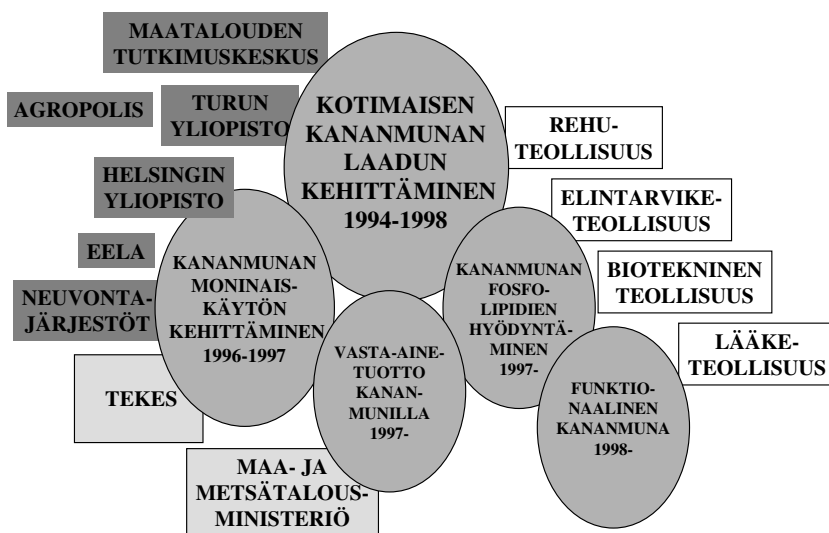 MAATALOUDEN
TUTKIMUSKESKUS
AGROPOLIS
TURUN
YLIOPISTO
HELSINGIN
YLIOPISTO
EELA
NEUVONTA-
JÄRJESTÖT
TEKES
MAA- JA
METSÄTALOUS-
MINISTERIÖ
KOTIMAISEN
KANANMUNAN
LAADUN
KEHITTÄMINEN
1994-1998
KANANMUNAN
MONINAIS-
KÄYTÖN
KEHITTÄMINEN
1996-1997
VASTA-AINE-
TUOTTO
KANAN-
MUNILLA
1997-
KANANMUNAN
FOSFO-
LIPIDIEN
HYÖDYNTÄ-
MINEN
1997-
FUNKTIO-
NAALINEN
KANANMUNA
1998-
REHU-
TEOLLISUUS
ELINTARVIKE-
TEOLLISUUS
BIOTEKNINEN
TEOLLISUUS
LÄÄKE-
TEOLLISUUS